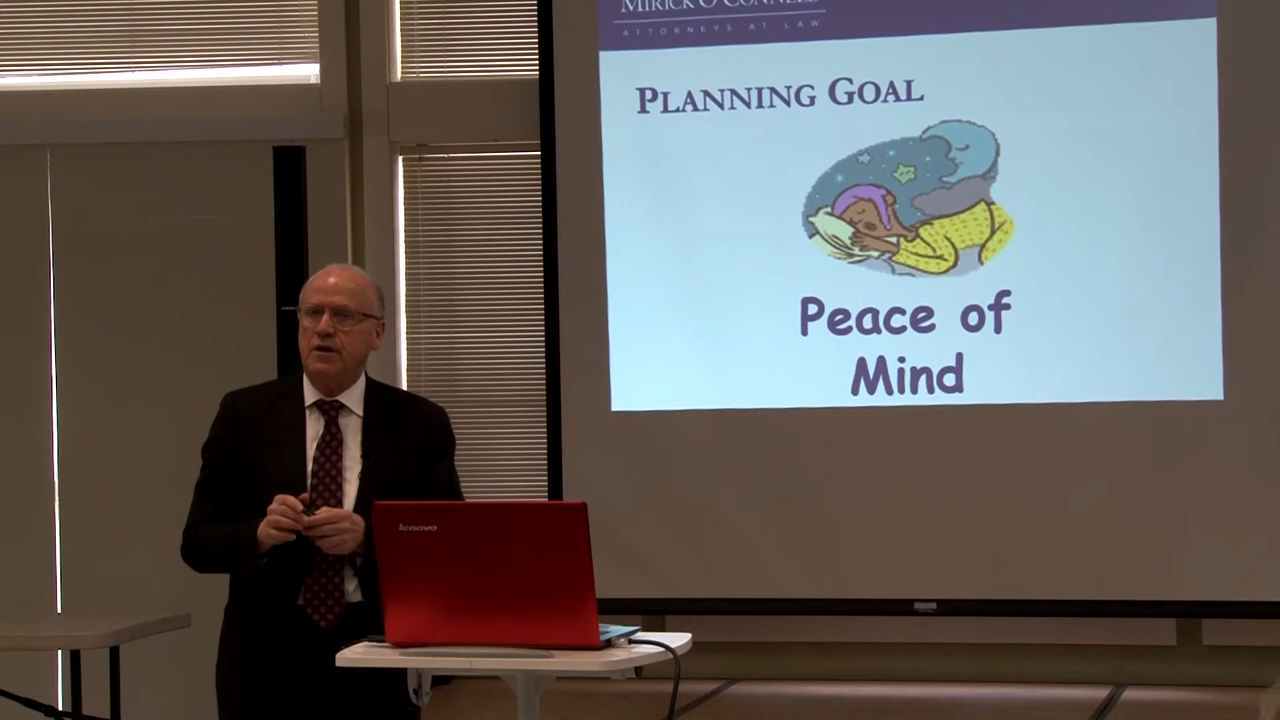 MIRICK O'CONNELL
ATTORNEYS AT LAW
PLANNING GOAL
Peace of
Mind
lenovo